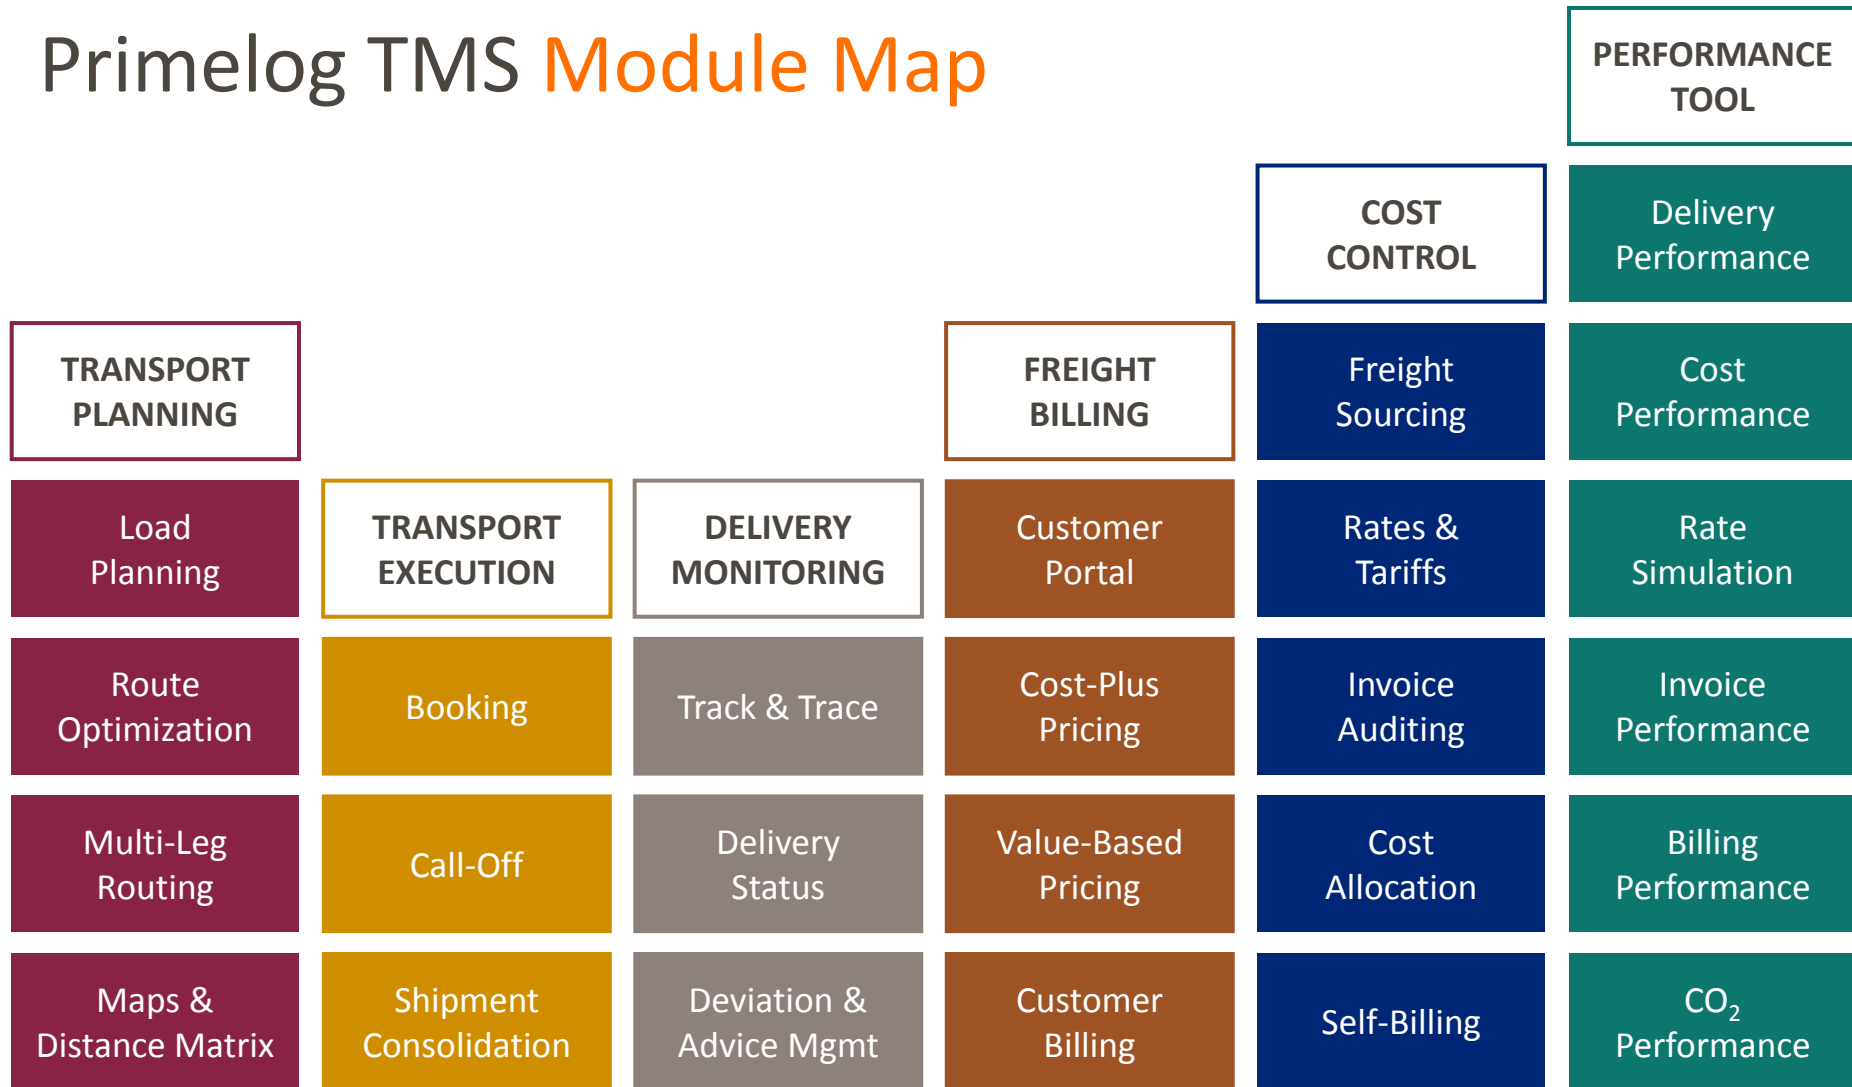 Primelog TMS Module Map
TRANSPORT
PLANNING
Load
Planning
Route
Optimization
Multi-Leg
Routing
Maps &
Distance Matrix
TRANSPORT
EXECUTION
Booking
Call-Off
Shipment
Consolidation
DELIVERY
MONITORING
Track & Trace
Delivery
Status
Deviation &
Advice Mgmt
FREIGHT
BILLING
Customer
Portal
Cost-Plus
Pricing
Value-Based
Pricing
Customer
Billing
COST
CONTROL
Freight
Sourcing
Rates &
Tariffs
Invoice
Auditing
Cost
Allocation
Self-Billing
PERFORMANCE
TOOL
Delivery
Performance
Cost
Performance
Rate
Simulation
Invoice
Performance
Billing
Performance
CO₂
Performance